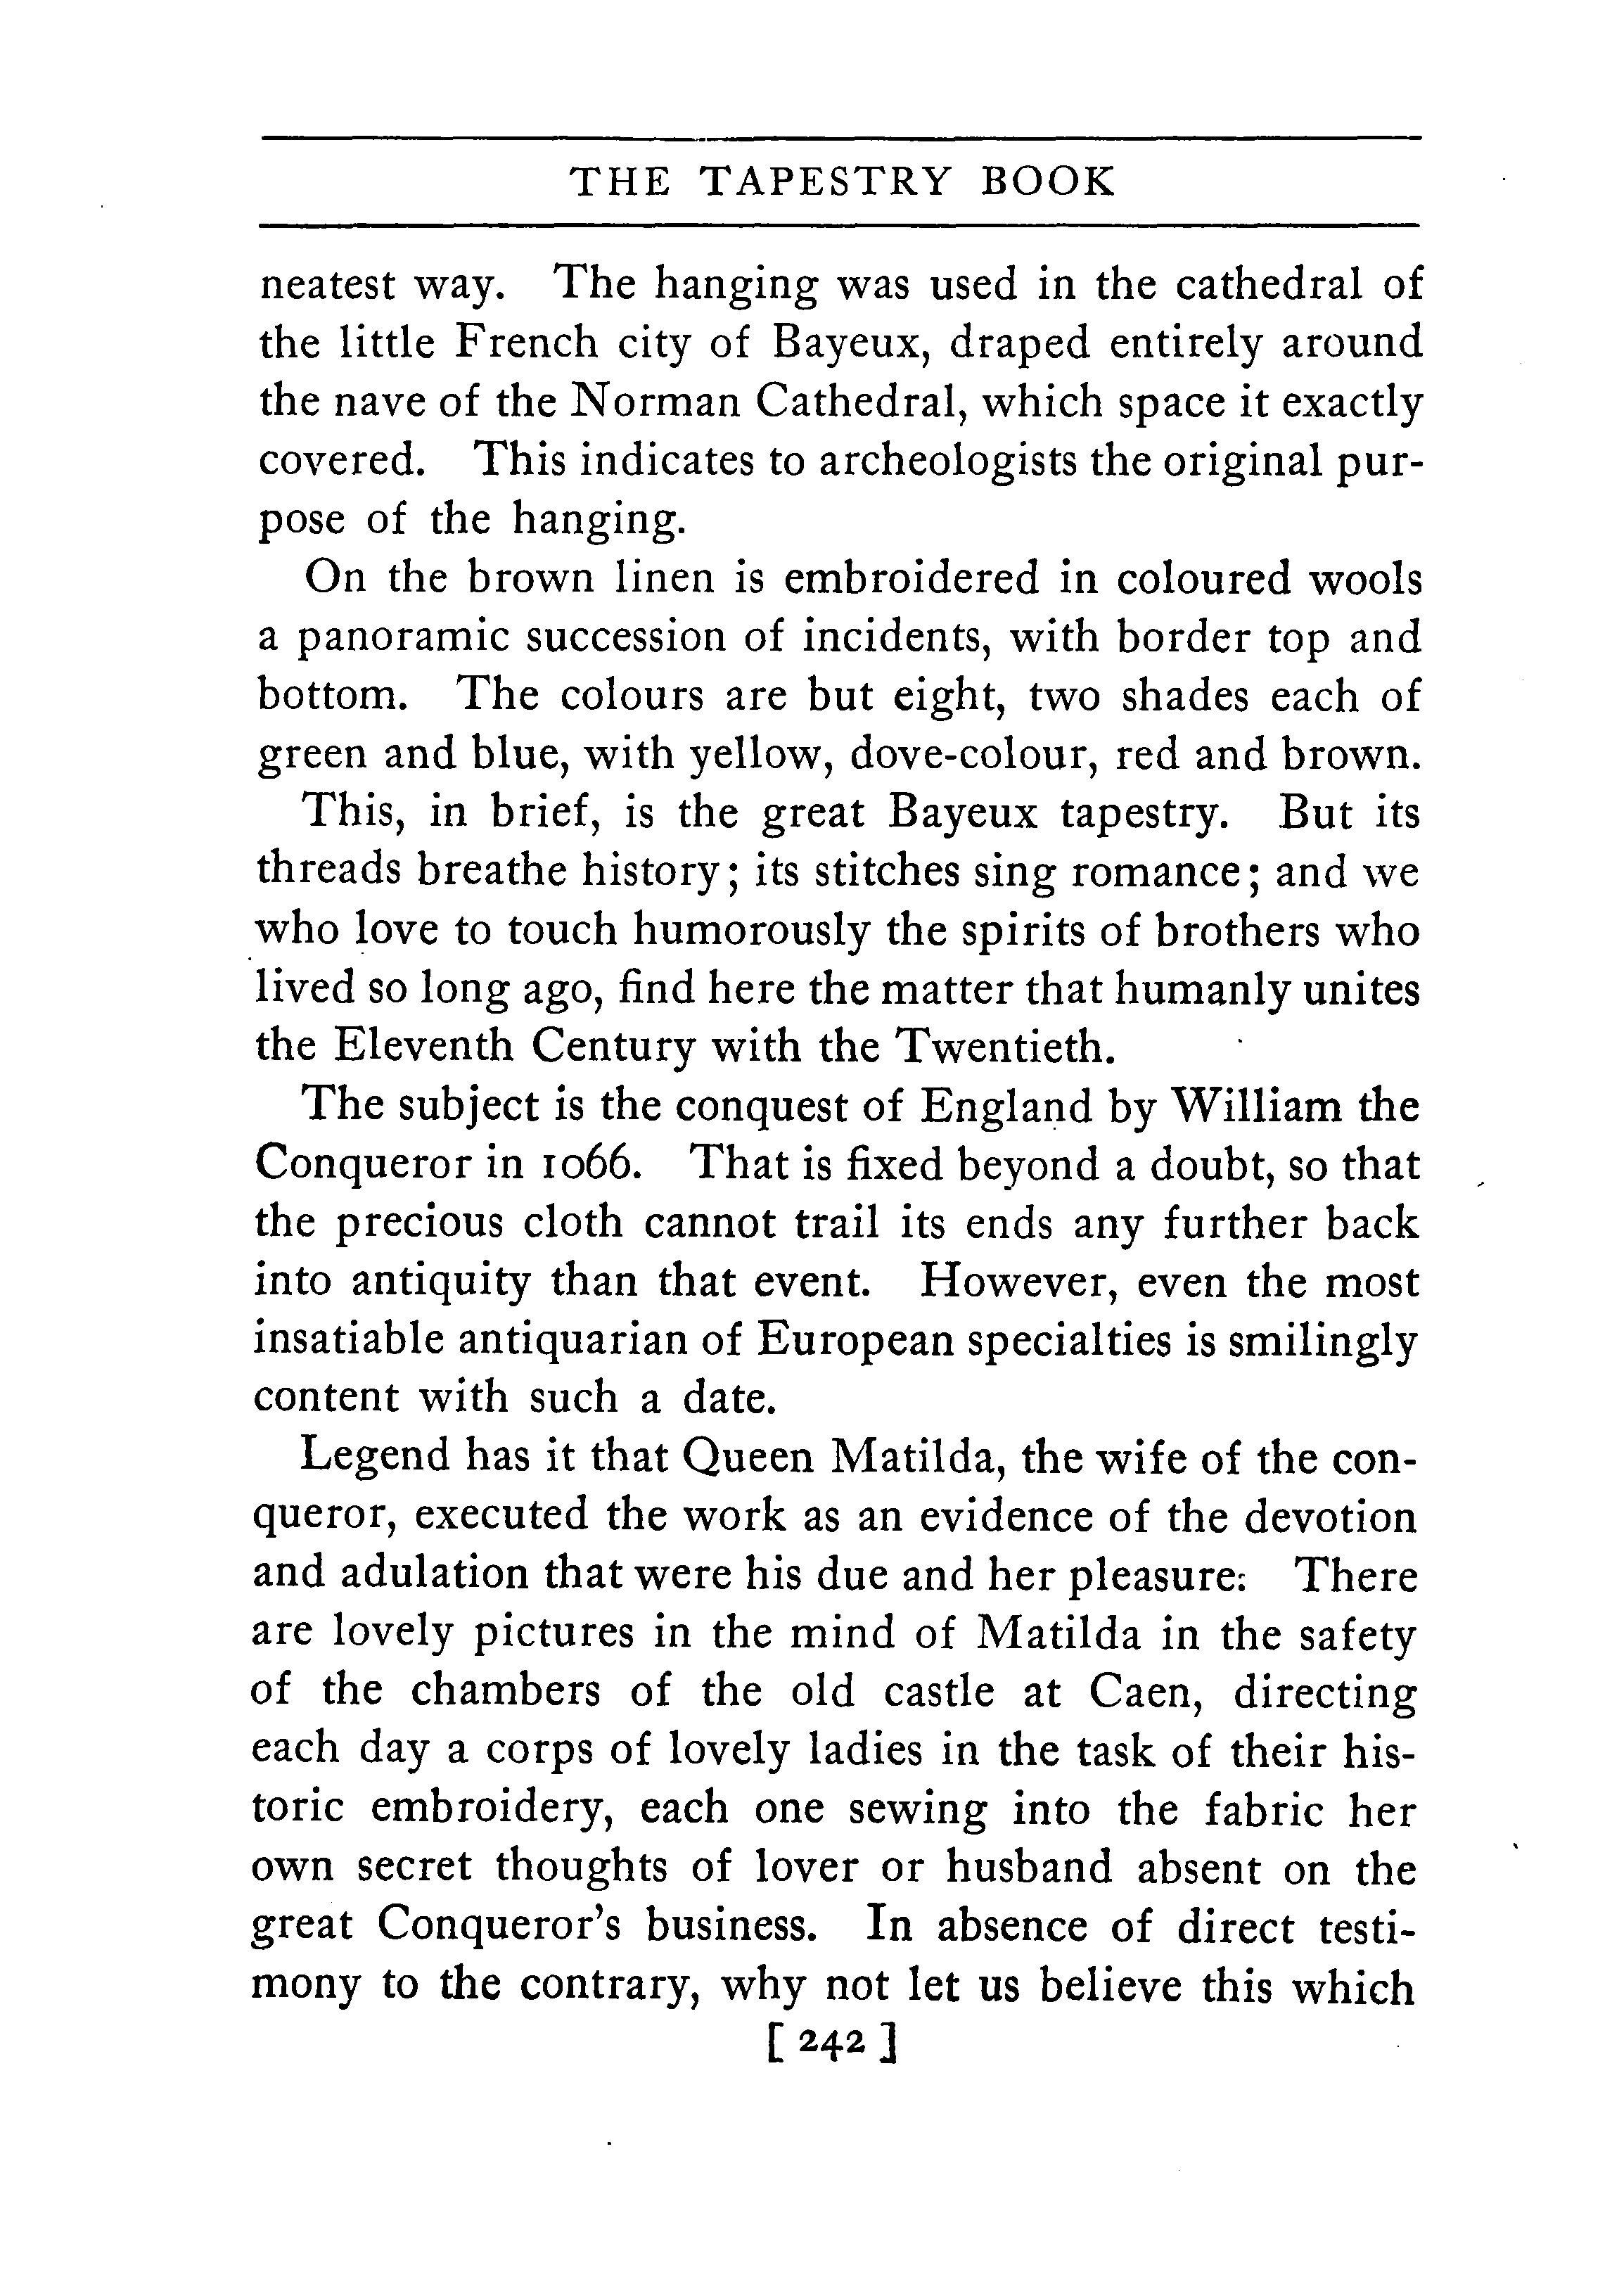 THE TAPESTRY BOOK
neatest way. The hanging was used in the cathedral of
the little French city of Bayeux, draped entirely around
the nave of the Norman Cathedral, which space it exactly
covered. This indicates to archeologists the original pur-
pose of the hanging.
On the brown linen is embroidered in coloured wools
a panoramic succession of incidents, with border top and
bottom. The colours are but eight, two shades each of
green and blue, with yellow, dove-colour, red and brown.
This, in brief, is the great Bayeux tapestry. But its
threads breathe history; its stitches sing romance; and we
who love to touch humorously the spirits of brothers who
lived so long ago, find here the matter that humanly unites
the Eleventh Century with the Twentieth.
The subject is the conquest of England by William the
Conqueror in 1066. That is fixed beyond a doubt, so that
the precious cloth cannot trail its ends any further back
into antiquity than that event. However, even the most
insatiable antiquarian of European specialties is smilingly
content with such a date.
Legend has it that Queen Matilda, the wife of the con-
queror, executed the work as an evidence of the devotion
and adulation that were his due and her pleasure: There
are lovely pictures in the mind of Matilda in the safety
of the chambers of the old castle at Caen, directing
each day a corps of lovely ladies in the task of their his-
toric embroidery, each one sewing into the fabric her
own secret thoughts of lover or husband absent on the
great Conqueror's business. In absence of direct testi-
mony to the contrary, why not let us believe this which
[ 242 ]